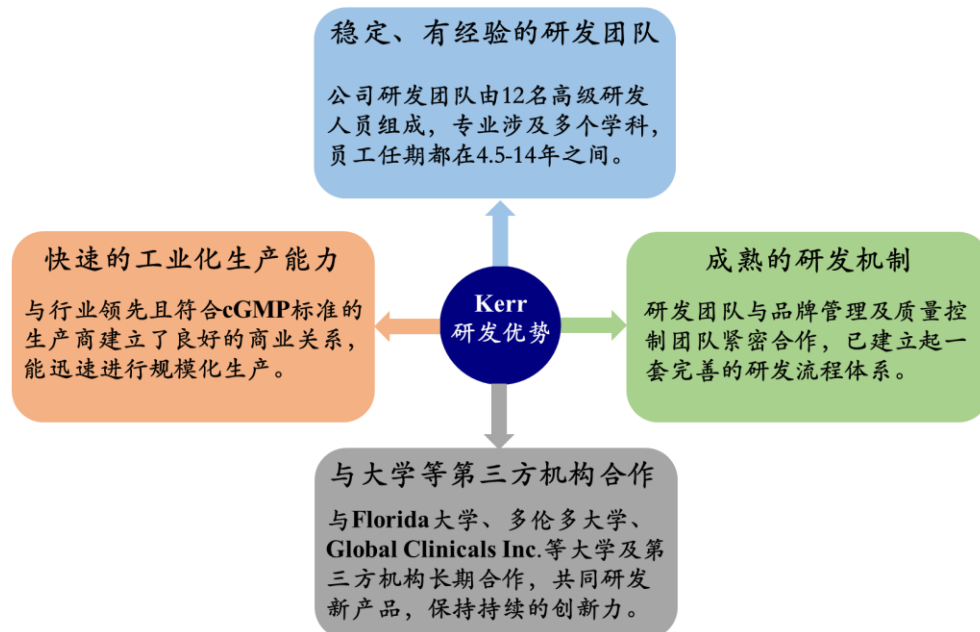 稳定、有经验的研发团队
公司研发团队由12名高级研发
人员组成，专业涉及多个学科，
员工任期都在4.5-14年之间。
快速的工业化生产能力
与行业领先且符合cGMP标准的
生产商建立了良好的商业关系，
能迅速进行规模化生产。
Kerr
研发优势
成熟的研发机制
研发团队与品牌管理及质量控
制团队紧密合作，已建立起一
套完善的研发流程体系。
与大学等第三方机构合作
与Florida大学、多伦多大学、
Global Clinicals Inc.等大学及第
三方机构长期合作，共同研发
新产品，保持持续的创新力。